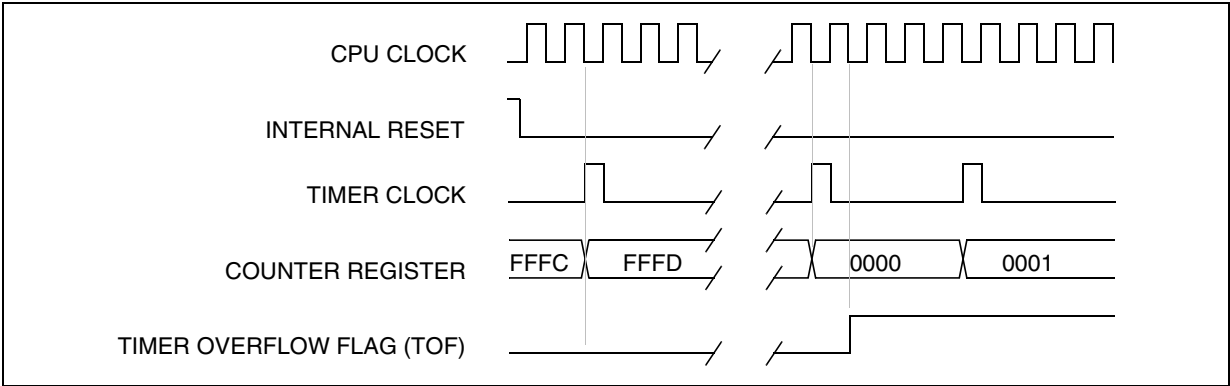 CPU CLOCK
INTERNAL RESET
TIMER CLOCK
COUNTER REGISTER
FFFC FFFD 0000 0001
TIMER OVERFLOW FLAG (TOF)